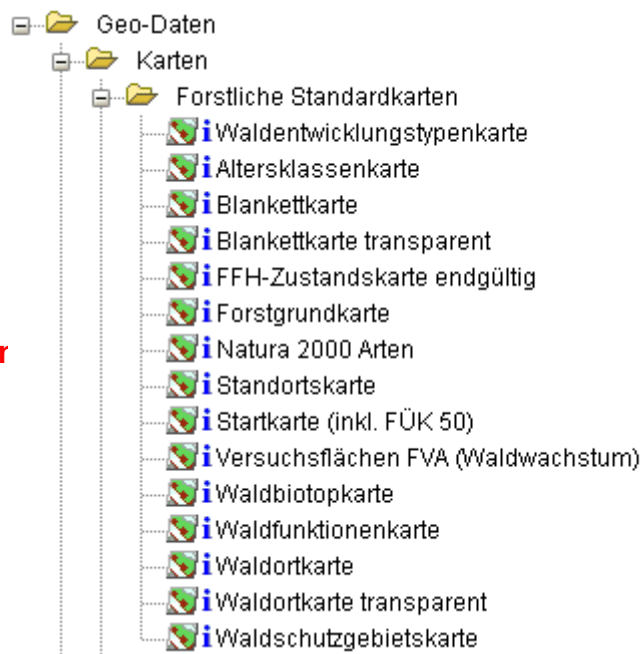 Geo-Daten
Karten
Forstliche Standardkarten
i Waldentwicklungstypenkarte
i Altersklassenkarte
i Blankettkarte
i Blankettkarte transparent
i FFH-Zustandskarte endgültig
i Forstgrundkarte
r
i Natura 2000 Arten
i Standortskarte
i Startkarte (inkl. FÜK 50)
i Versuchsflächen FVA (Waldwachstum)
i Waldbiotopkarte
i Waldfunktionenkarte
i Waldortkarte
i Waldortkarte transparent
i Waldschutzgebietskarte